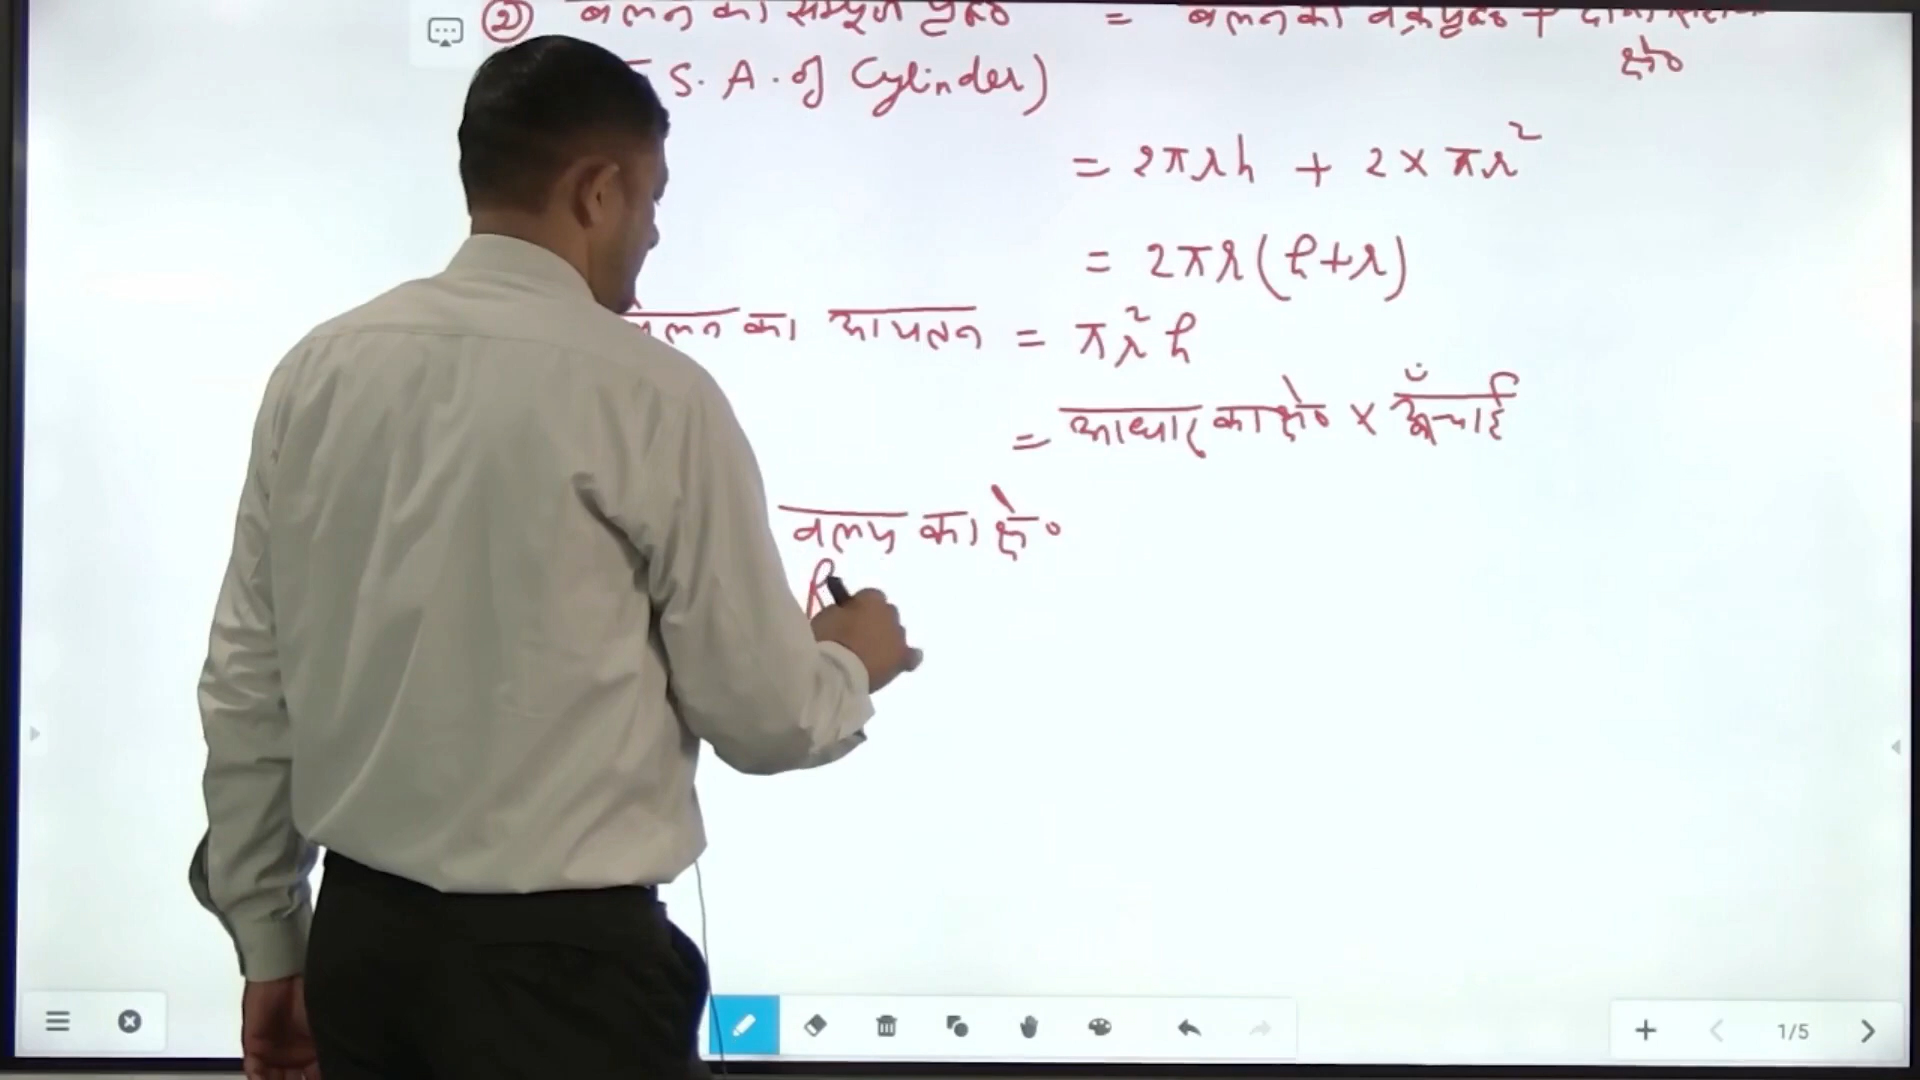 ② बेलन का सम्पूर्ण पृष्ठ = बेलन का वक्रपृष्ठ +
क्षे०
S. A. of Cylinder)
= 2πrh + 2 × πr²
= 2πr(h+r)
बेलन का आयतन = πr²h
= आधार का क्षे० × ऊँचाई
वलय का क्षे०
R
1/5